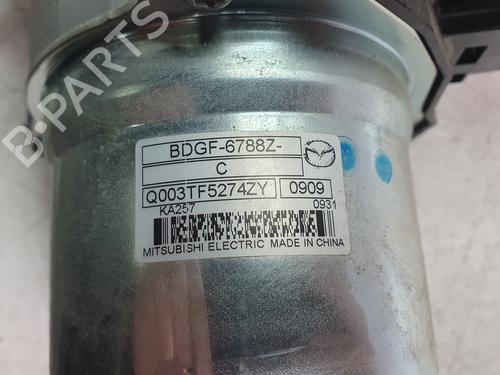 B-PARTS
BDGF-6788Z-
C
Q003TF5274ZY 0909
KA257 0931
MITSUBISHI ELECTRIC MADE IN CHINA